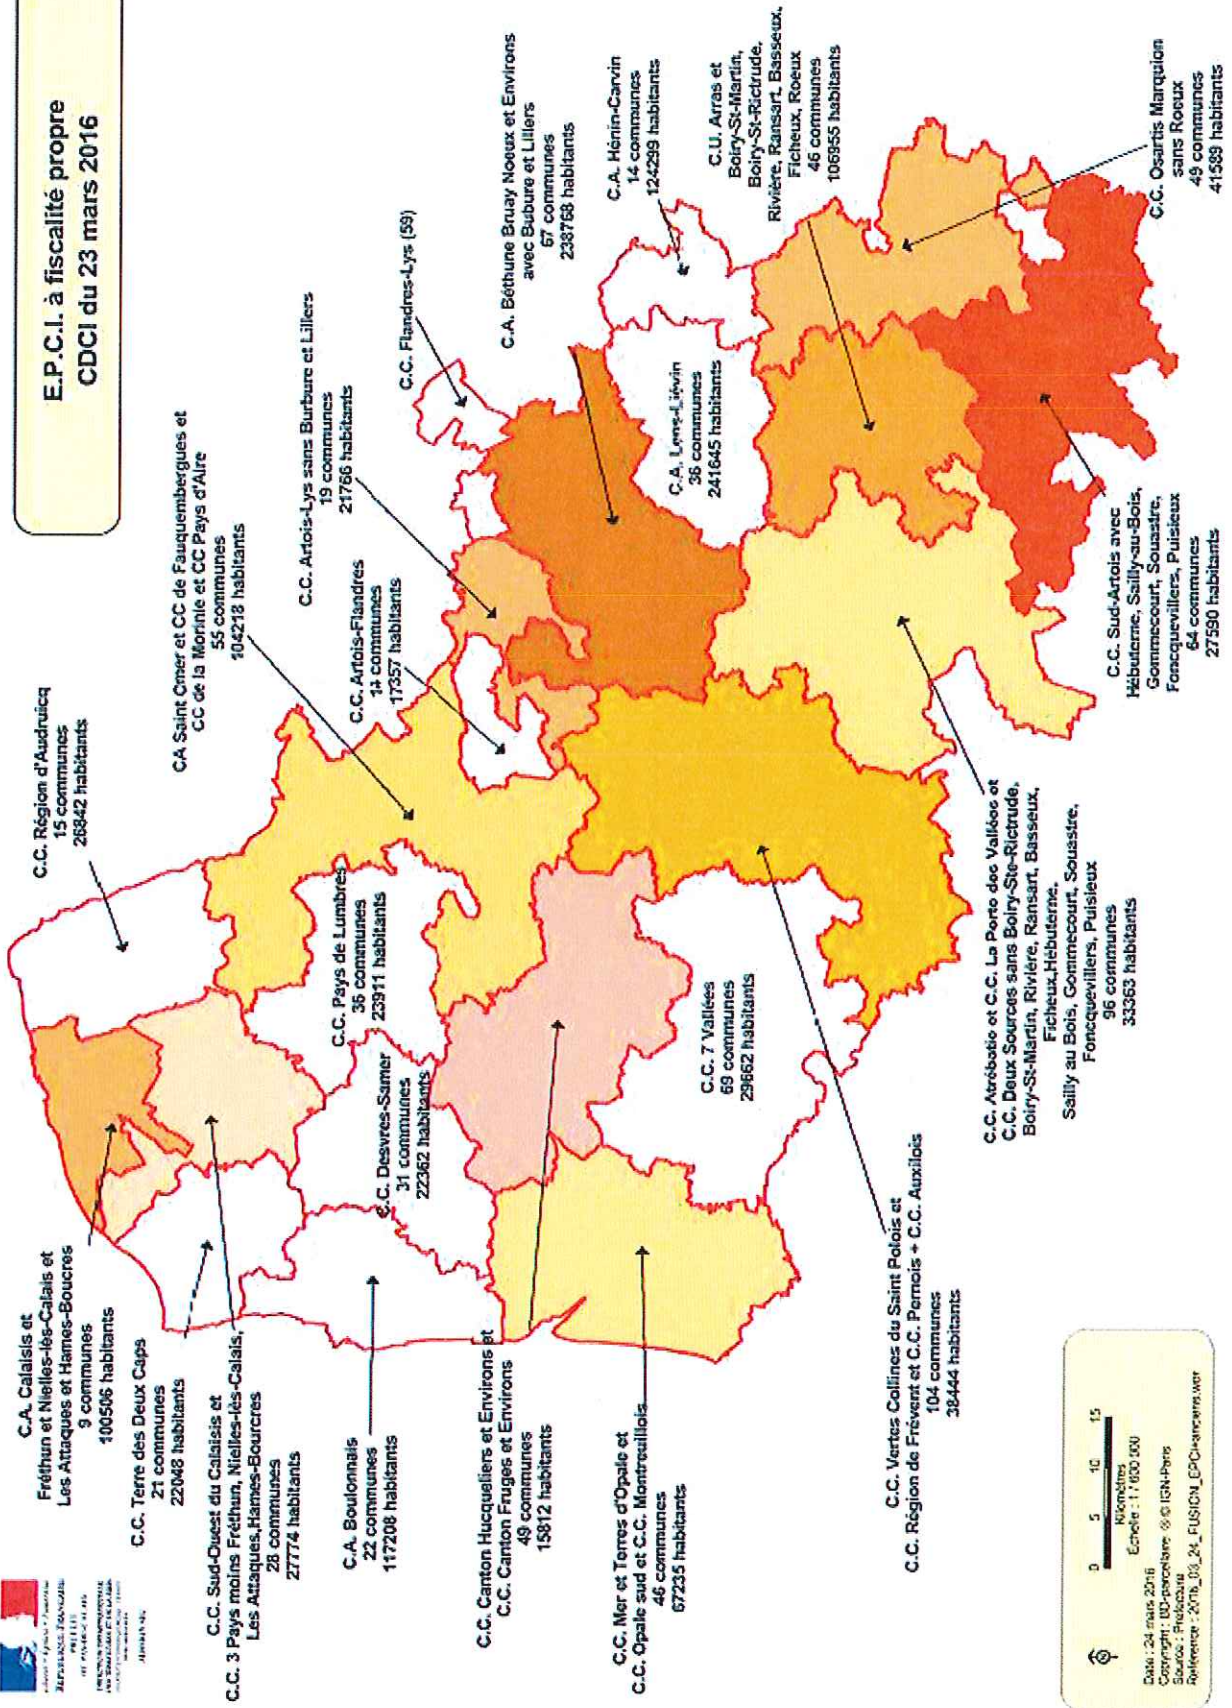 E.P.C.I. à fiscalité propre
CDCI du 23 mars 2016
C.A. Calaisis et
Fréthun et Nielles-lès-Calais et
Les Attaques et Hames-Boucres
9 communes
100506 habitants
C.C. Terre des Deux Caps
21 communes
22048 habitants
C.C. Sud-Ouest du Calaisis et
C.C. 3 Pays moins Fréthun, Nielles-lès-Calais,
Les Attaques,Hames-Bourcres
28 communes
27774 habitants
C.A. Boulonnais
22 communes
117208 habitants
C.C. Canton Hucqueliers et Environs et
C.C. Canton Fruges et Environs
49 communes
15812 habitants
C.C. Mer et Terres d'Opale et
C.C. Opale sud et C.C. Montreuillois
46 communes
67235 habitants
C.C. Région d'Audruicq
15 communes
26842 habitants
CA Saint Omer et CC de Fauquembergues et
CC de la Morinie et CC Pays d'Aire
55 communes
104218 habitants
C.C. Pays de Lumbres
36 communes
23911 habitants
C.C. Desvres-Samer
31 communes
22362 habitants
C.C. 7 Vallées
69 communes
29662 habitants
C.C. Artois-Lys sans Burbure et Lillers
19 communes
21766 habitants
C.C. Artois-Flandres
communes
17357 habitants
C.C. Flandres-Lys (59)
C.A. Béthune Bruay Noeux et Environs
avec Bubure et Lillers
67 communes
238768 habitants
C.A. Hénin-Carvin
14 communes
124299 habitants
C.A. Lens-Liévin
36 communes
241645 habitants
C.U. Arras et
Boiry-St-Martin,
Boiry-St-Rictrude,
Rivière, Ransart, Basseux,
Ficheux, Roeux
46 communes
106955 habitants
C.C. Osartis Marquion
sans Roeux
49 communes
41589 habitants
C.C. Sud-Artois avec
Hébuterne, Sailly-au-Bois,
Gommecourt, Souastre,
Foncquevillers, Puisieux
64 communes
27590 habitants
C.C. Atrébatie et C.C. La Porte des Vallées et
C.C. Deux Sources sans Boiry-Ste-Rictrude,
Boiry-St-Martin, Rivière, Ransart, Basseux,
Ficheux,Hébuterne,
Sailly au Bois, Gommecourt, Souastre,
Foncquevillers, Puisieux
96 communes
33363 habitants
C.C. Vertes Collines du Saint Polois et
C.C. Région de Frévent et C.C. Pernois + C.C. Auxilois
104 communes
38444 habitants
0 5 10 15
Kilomètres
Date : 24 mars 2016
Source : Préfecture